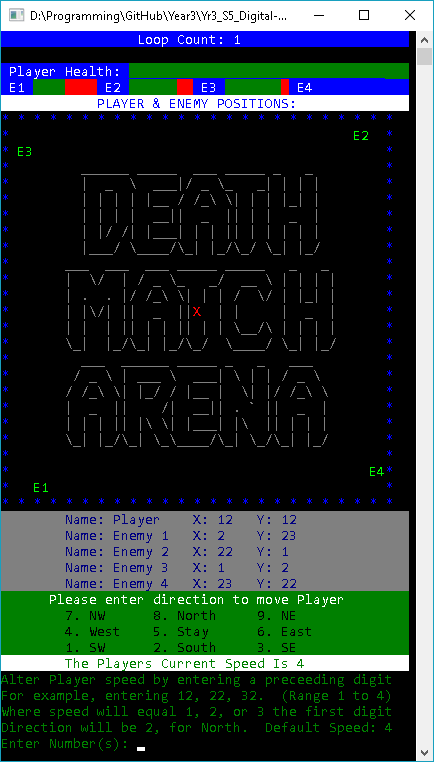 D:\Programming\GitHub\Year3\Yr3_S5_Digital-...
Loop Count: 1
Player Health:
E1 E2 E3 E4
PLAYER & ENEMY POSITIONS:
E2
E3
DEATH
MATCH
X
ARENA
E4
E1
Name: Player X: 12 Y: 12
Name: Enemy 1 X: 2 Y: 23
Name: Enemy 2 X: 22 Y: 1
Name: Enemy 3 X: 1 Y: 2
Name: Enemy 4 X: 23 Y: 22
Please enter direction to move Player
7. NW 8. North 9. NE
4. West 5. Stay 6. East
1. SW 2. South 3. SE
The Players Current Speed Is 4
Alter Player speed by entering a preceeding digit
For example, entering 12, 22, 32. (Range 1 to 4)
Where speed will equal 1, 2, or 3 the first digit
Direction will be 2, for North. Default Speed: 4
Enter Number(s):